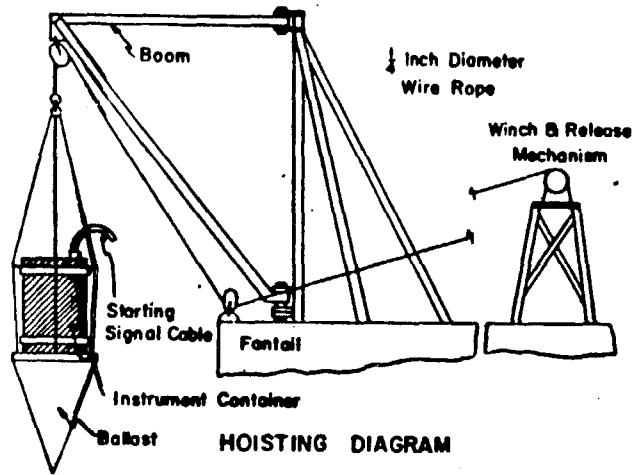 Boom
1/4 Inch Diameter
Wire Rope
Winch & Release
Mechanism
Starting
Signal Cable
Fantail
Instrument Container
Ballast
HOISTING DIAGRAM